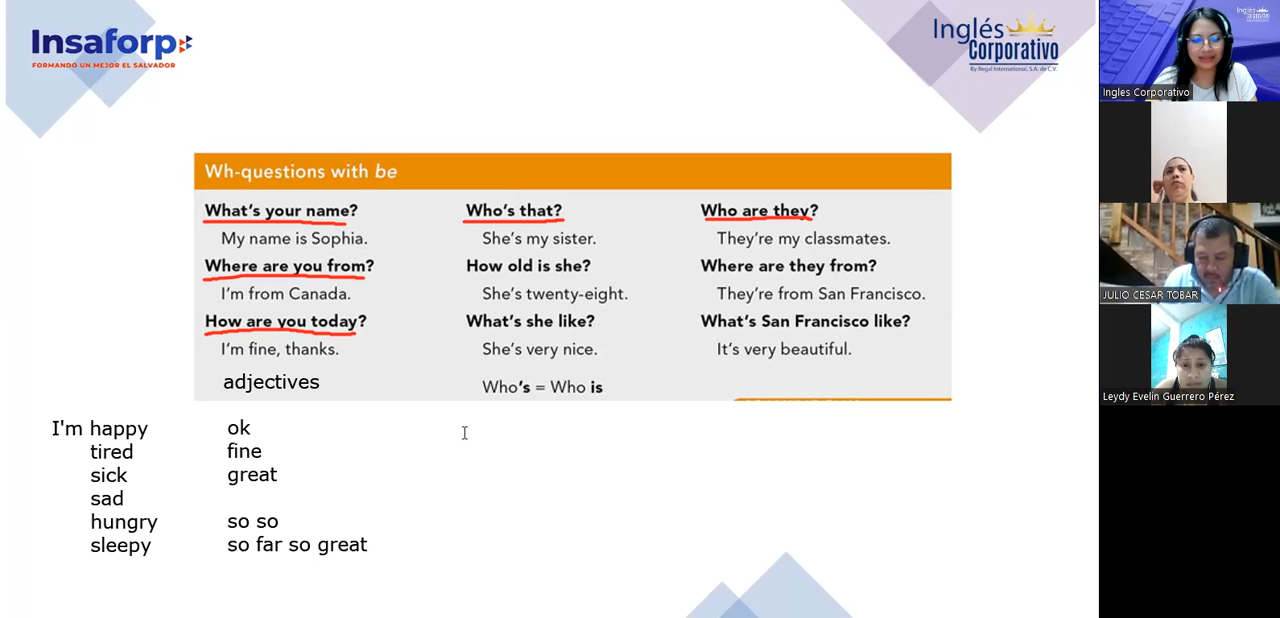 Insaforp
FORMANDO UN MEJOR EL SALVADOR
Inglés
Corporativo
By Regal International, S.A. de C.V.
Wh-questions with be
What's your name?
My name is Sophia.
Where are you from?
I'm from Canada.
How are you today?
I'm fine, thanks.
Who's that?
She's my sister.
How old is she?
She's twenty-eight.
What's she like?
She's very nice.
Who's = Who is
Who are they?
They're my classmates.
Where are they from?
They're from San Francisco.
What's San Francisco like?
It's very beautiful.
adjectives
I'm happy
tired
sick
sad
hungry
sleepy
ok
fine
great
so so
so far so great
Inglés
Ingles Corporativo
JULIO CESAR TOBAR
Leydy Evelin Guerrero Pérez